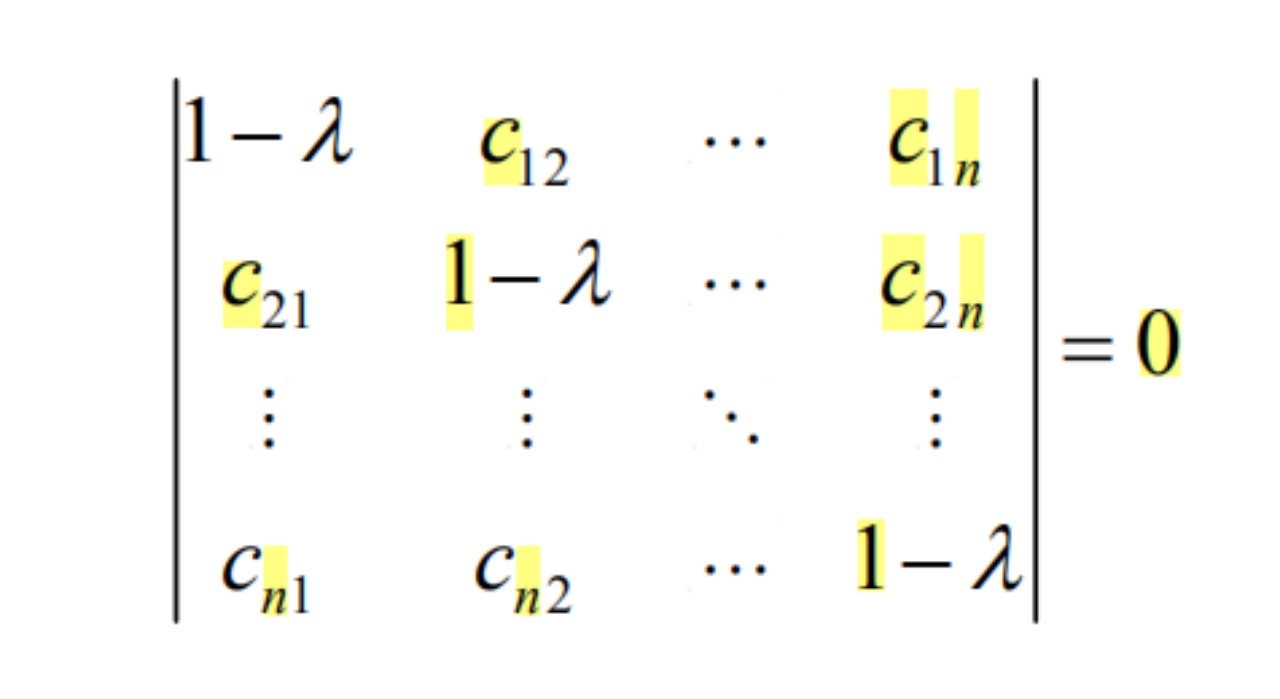 1 − λ c₁₂ ⋯ c₁ₙ
c₂₁ 1 − λ ⋯ c₂ₙ = 0
⋮ ⋮ ⋱ ⋮
cₙ₁ cₙ₂ ⋯ 1 − λ